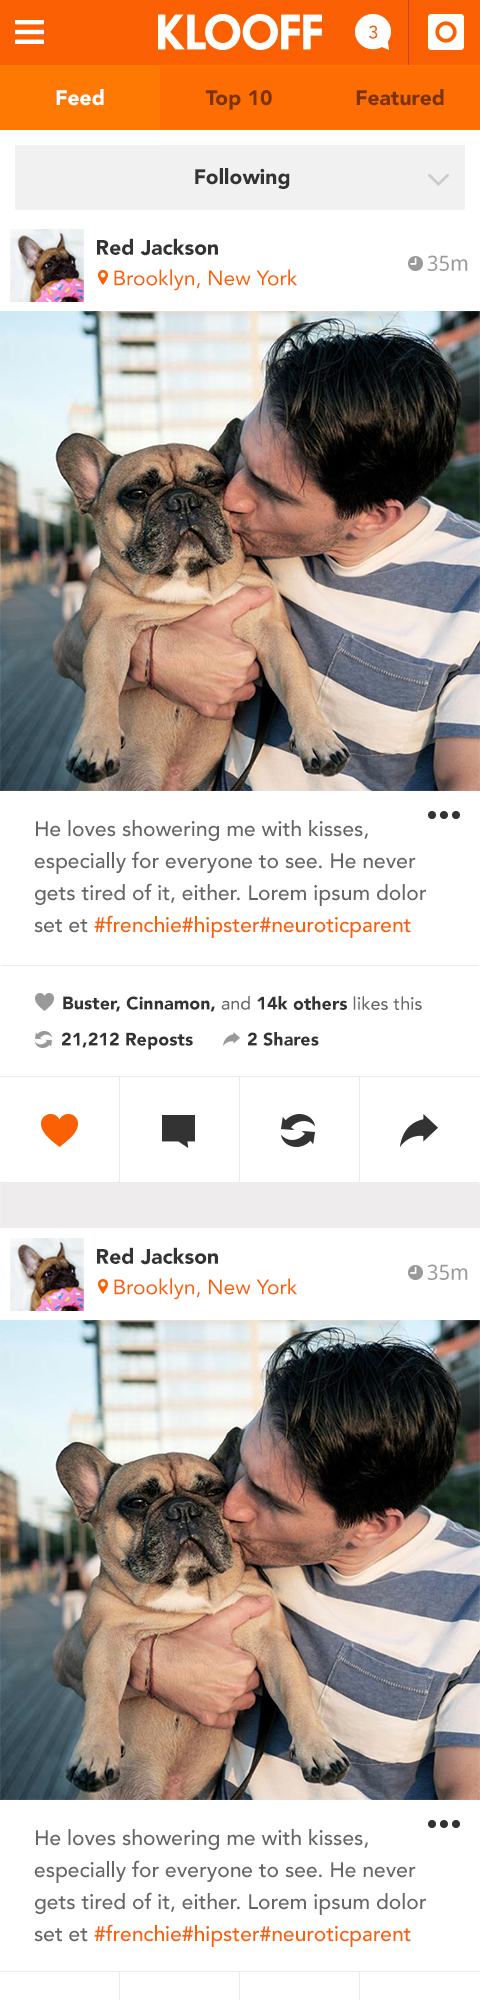 KLOOFF
3
Feed
Top 10
Featured
Following
Red Jackson
35m
Brooklyn, New York
He loves showering me with kisses,
especially for everyone to see. He never
gets tired of it, either. Lorem ipsum dolor
set et #frenchie#hipster#neuroticparent
Buster, Cinnamon, and 14k others likes this
21,212 Reposts
2 Shares
Red Jackson
35m
Brooklyn, New York
He loves showering me with kisses,
especially for everyone to see. He never
gets tired of it, either. Lorem ipsum dolor
set et #frenchie#hipster#neuroticparent